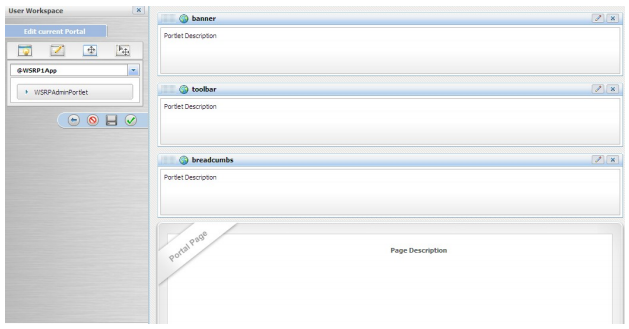 User Workspace
Edit current Portal
@WSRP1App
WSRPAdminPortlet
banner
Portlet Description
toolbar
Portlet Description
breadcumbs
Portlet Description
Portal Page
Page Description